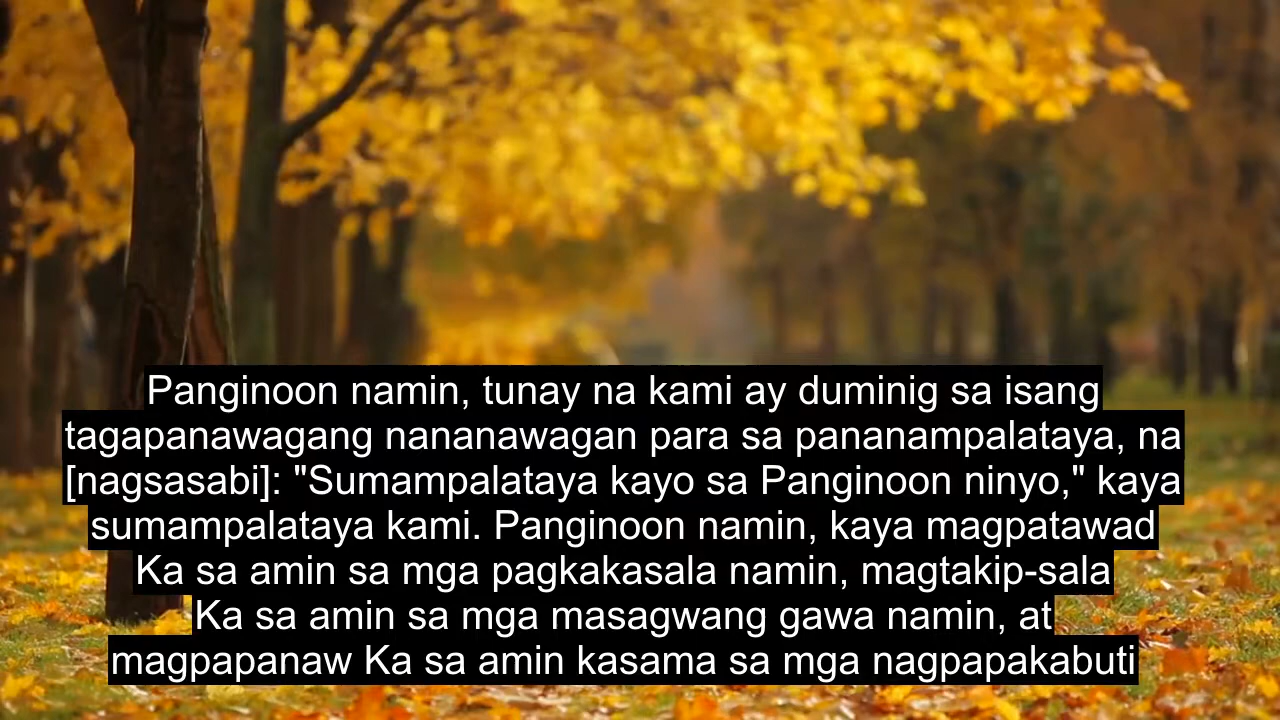 Panginoon namin, tunay na kami ay duminig sa isang
tagapanawagang nananawagan para sa pananampalataya, na
[nagsasabi]: "Sumampalataya kayo sa Panginoon ninyo," kaya
sumampalataya kami. Panginoon namin, kaya magpatawad
Ka sa amin sa mga pagkakasala namin, magtakip-sala
Ka sa amin sa mga masagwang gawa namin, at
magpapanaw Ka sa amin kasama sa mga nagpapakabuti